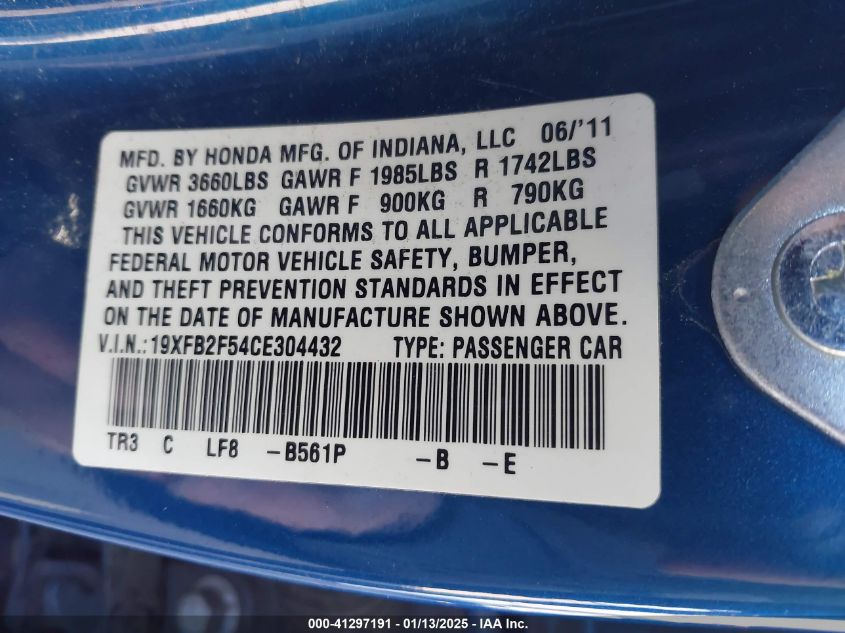 MFD. BY HONDA MFG. OF INDIANA, LLC 06/'11
GVWR 3660LBS GAWR F 1985LBS R 1742LBS
GVWR 1660KG GAWR F 900KG R 790KG
THIS VEHICLE CONFORMS TO ALL APPLICABLE
FEDERAL MOTOR VEHICLE SAFETY, BUMPER,
AND THEFT PREVENTION STANDARDS IN EFFECT
ON THE DATE OF MANUFACTURE SHOWN ABOVE.
V.I.N.:19XFB2F54CE304432 TYPE: PASSENGER CAR
TR3 C LF8 -B561P -B -E
000-41297191 - 01/13/2025 - IAA Inc.